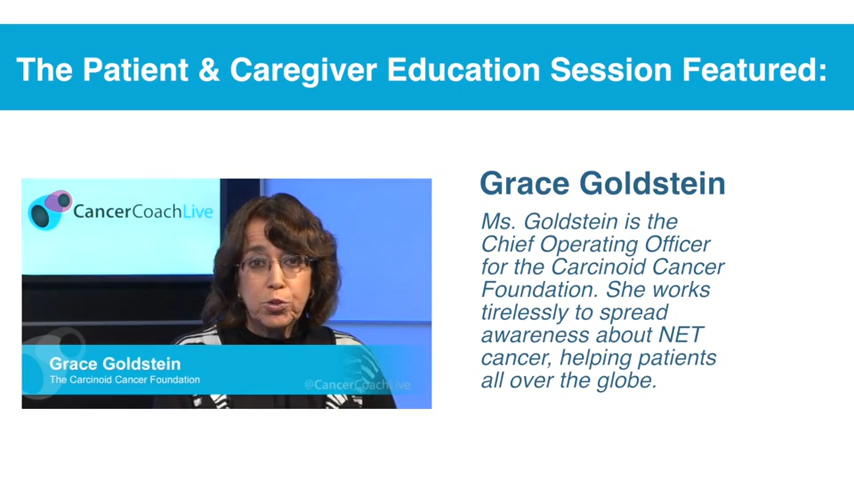 The Patient & Caregiver Education Session Featured:
CancerCoachLive
Grace Goldstein
The Carcinoid Cancer Foundation
@CancerCoachLive
Grace Goldstein
Ms. Goldstein is the
Chief Operating Officer
for the Carcinoid Cancer
Foundation. She works
tirelessly to spread
awareness about NET
cancer, helping patients
all over the globe.